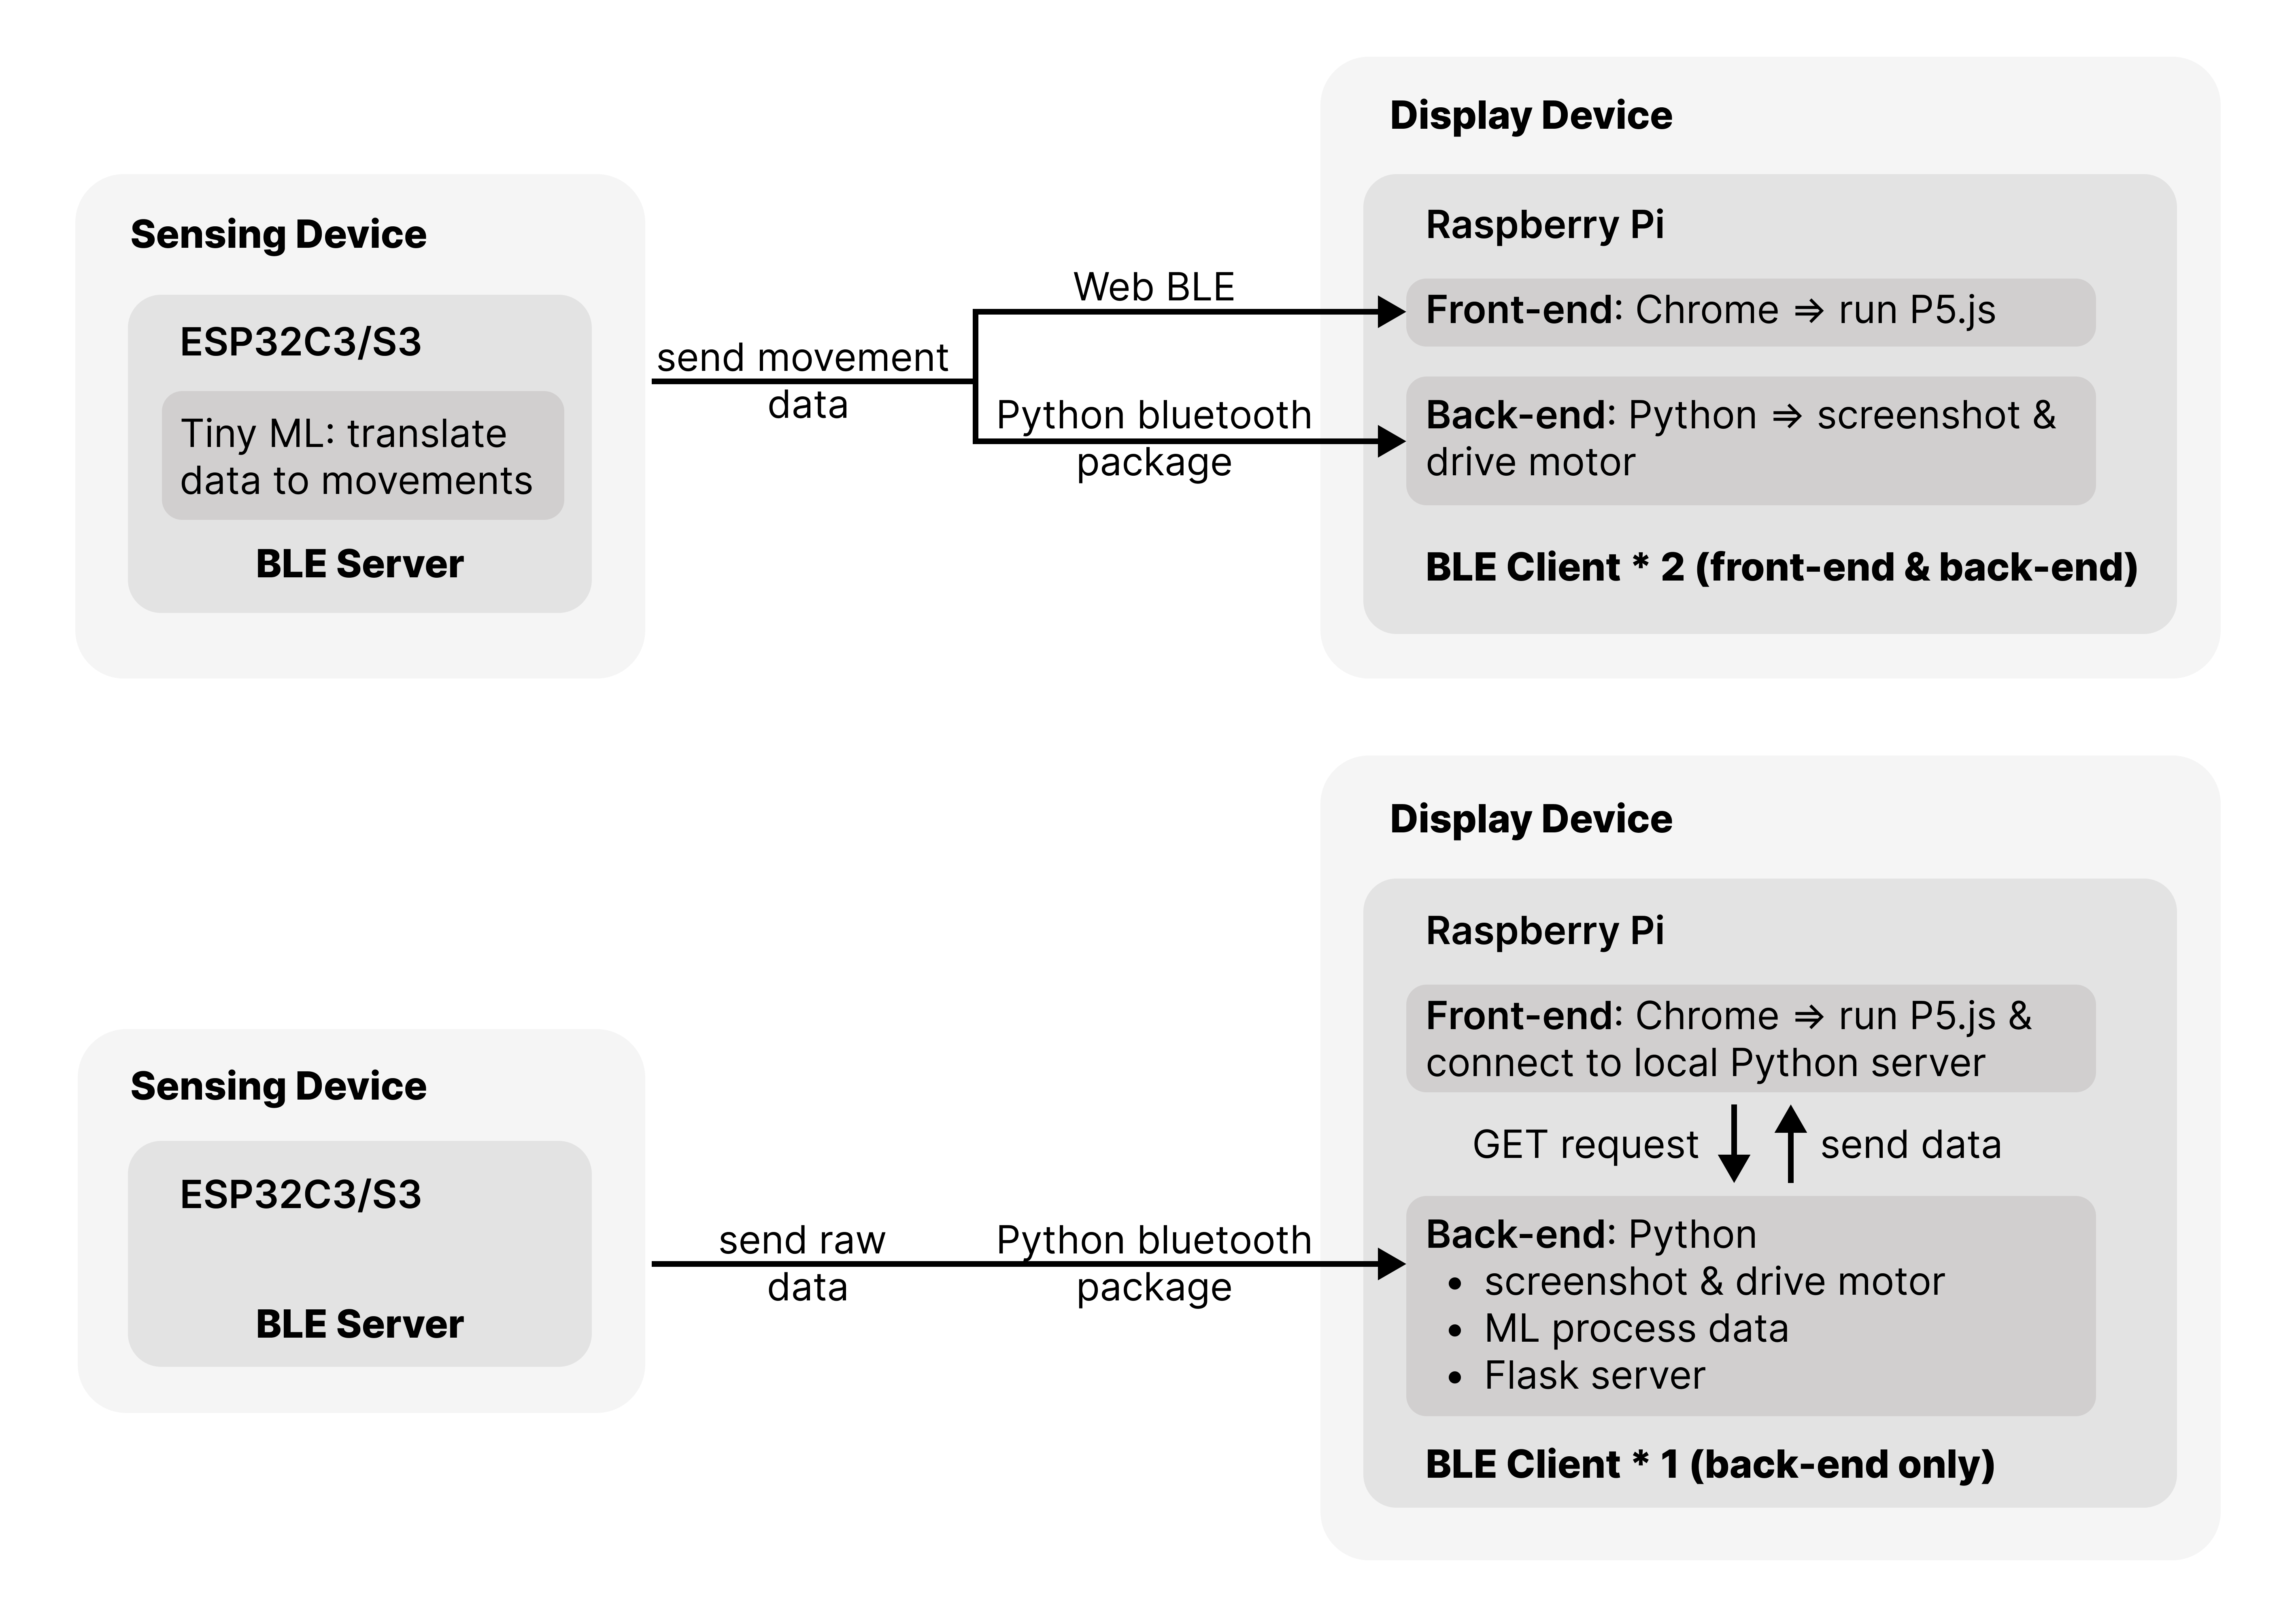 Display Device
Sensing Device
Raspberry Pi
Web BLE
Front-end: Chrome ⇒ run P5.js
ESP32C3/S3
send movement
data
Python bluetooth
package
Back-end: Python ⇒ screenshot &
drive motor
Tiny ML: translate
data to movements
BLE Server
BLE Client * 2 (front-end & back-end)
Display Device
Raspberry Pi
Front-end: Chrome ⇒ run P5.js &
connect to local Python server
Sensing Device
GET request
send data
ESP32C3/S3
send raw
data
Python bluetooth
package
Back-end: Python
• screenshot & drive motor
• ML process data
• Flask server
BLE Server
BLE Client * 1 (back-end only)